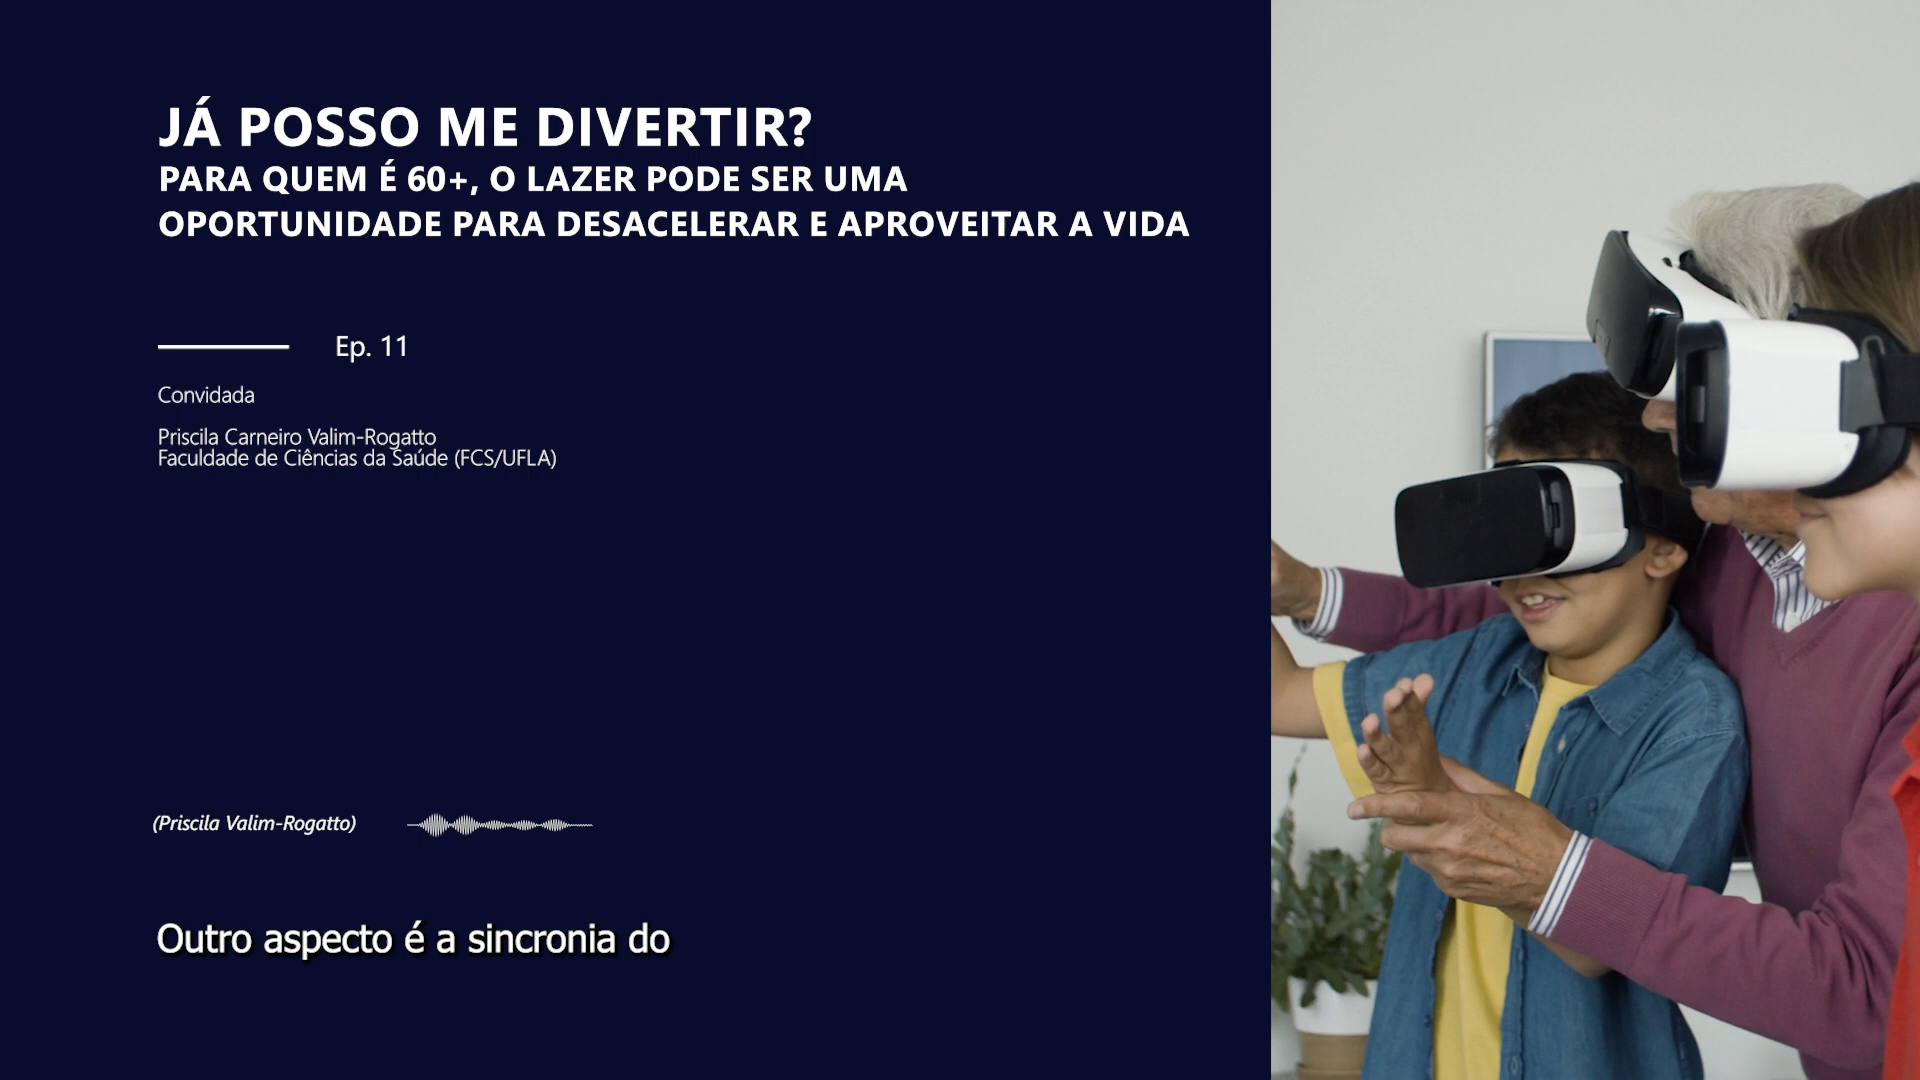 JÁ POSSO ME DIVERTIR?
PARA QUEM É 60+, O LAZER PODE SER UMA
OPORTUNIDADE PARA DESACELERAR E APROVEITAR A VIDA
Ep. 11
Convidada
Priscila Carneiro Valim-Rogatto
Faculdade de Ciências da Saúde (FCS/UFLA)
(Priscila Valim-Rogatto)
Outro aspecto é a sincronia do